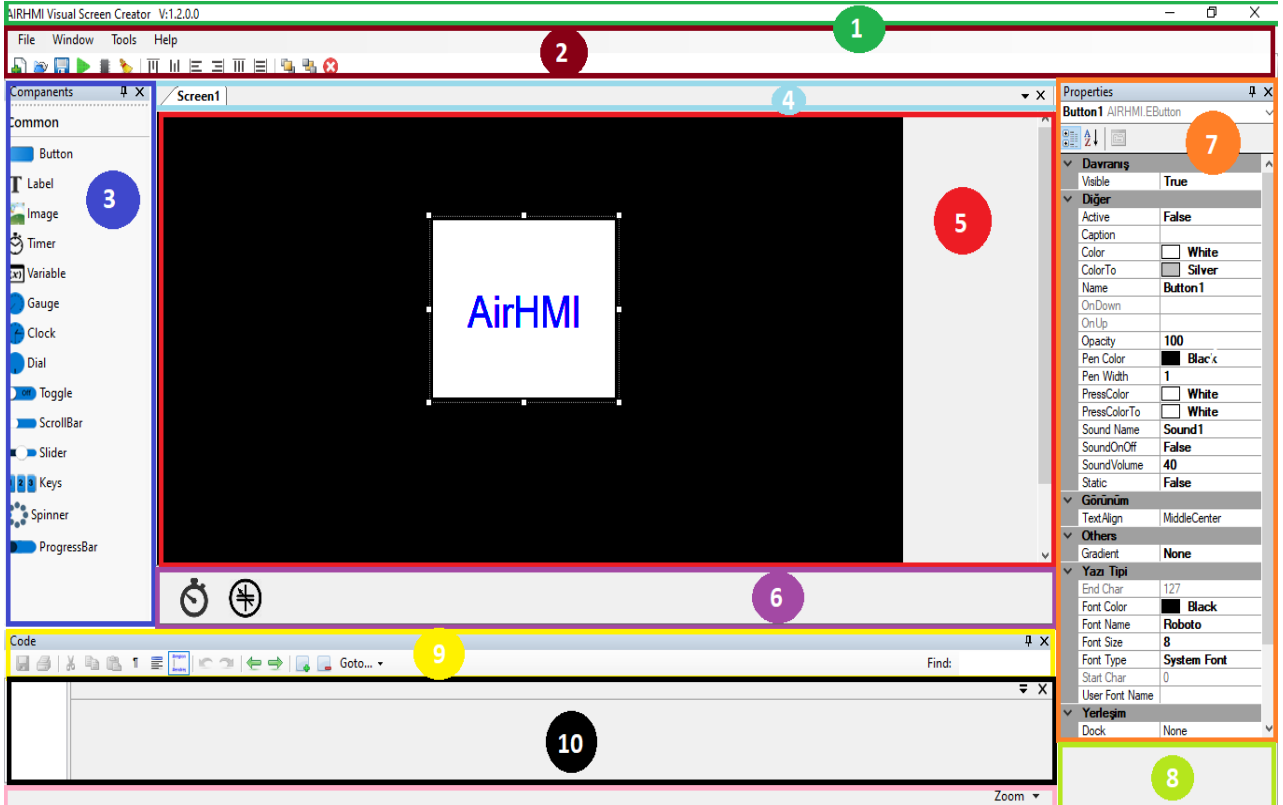 AIRHMI Visual Screen Creator V:1.2.0.0
1
File Window Tools Help
2
Companents
Common
Button
Label
Image
Timer
Variable
Gauge
Clock
Dial
Toggle
ScrollBar
Slider
Keys
Spinner
ProgressBar
3
Screen1
4
AirHMI
5
6
Properties
Button1 AIRHMI.EButton
7
Davranış
Visible True
Diğer
Active False
Caption
Color White
ColorTo Silver
Name Button1
OnDown
OnUp
Opacity 100
Pen Color Black
Pen Width 1
PressColor White
PressColorTo White
Sound Name Sound1
SoundOnOff False
SoundVolume 40
Static False
Görünüm
TextAlign MiddleCenter
Others
Gradient None
Yazı Tipi
End Char 127
Font Color Black
Font Name Roboto
Font Size 8
Font Type System Font
Start Char 0
User Font Name
Yerleşim
Dock None
8
Code
9
Goto... Find:
10
Zoom